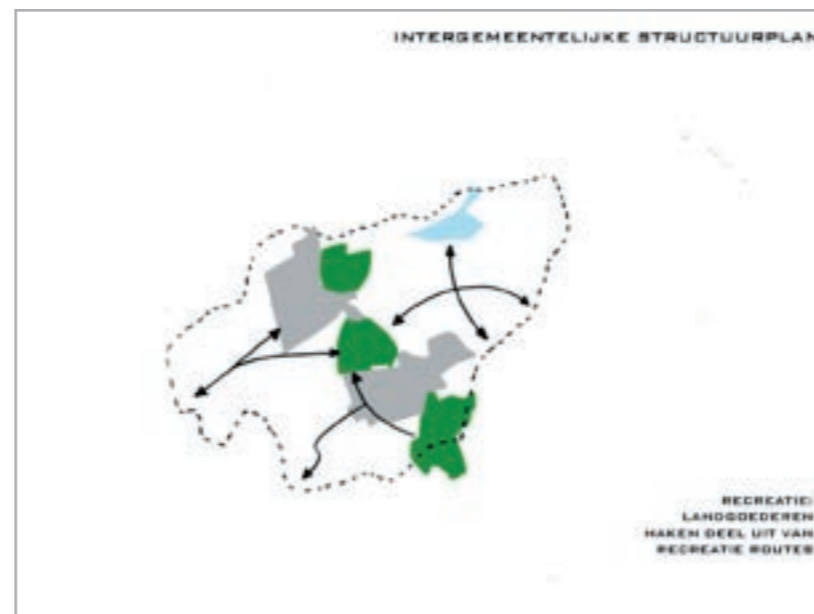 INTERGEMEENTELIJKE STRUCTUURPLAN
RECREATIE:
LANDGOEDEREN
MAKEN DEEL UIT VAN
RECREATIE ROUTES